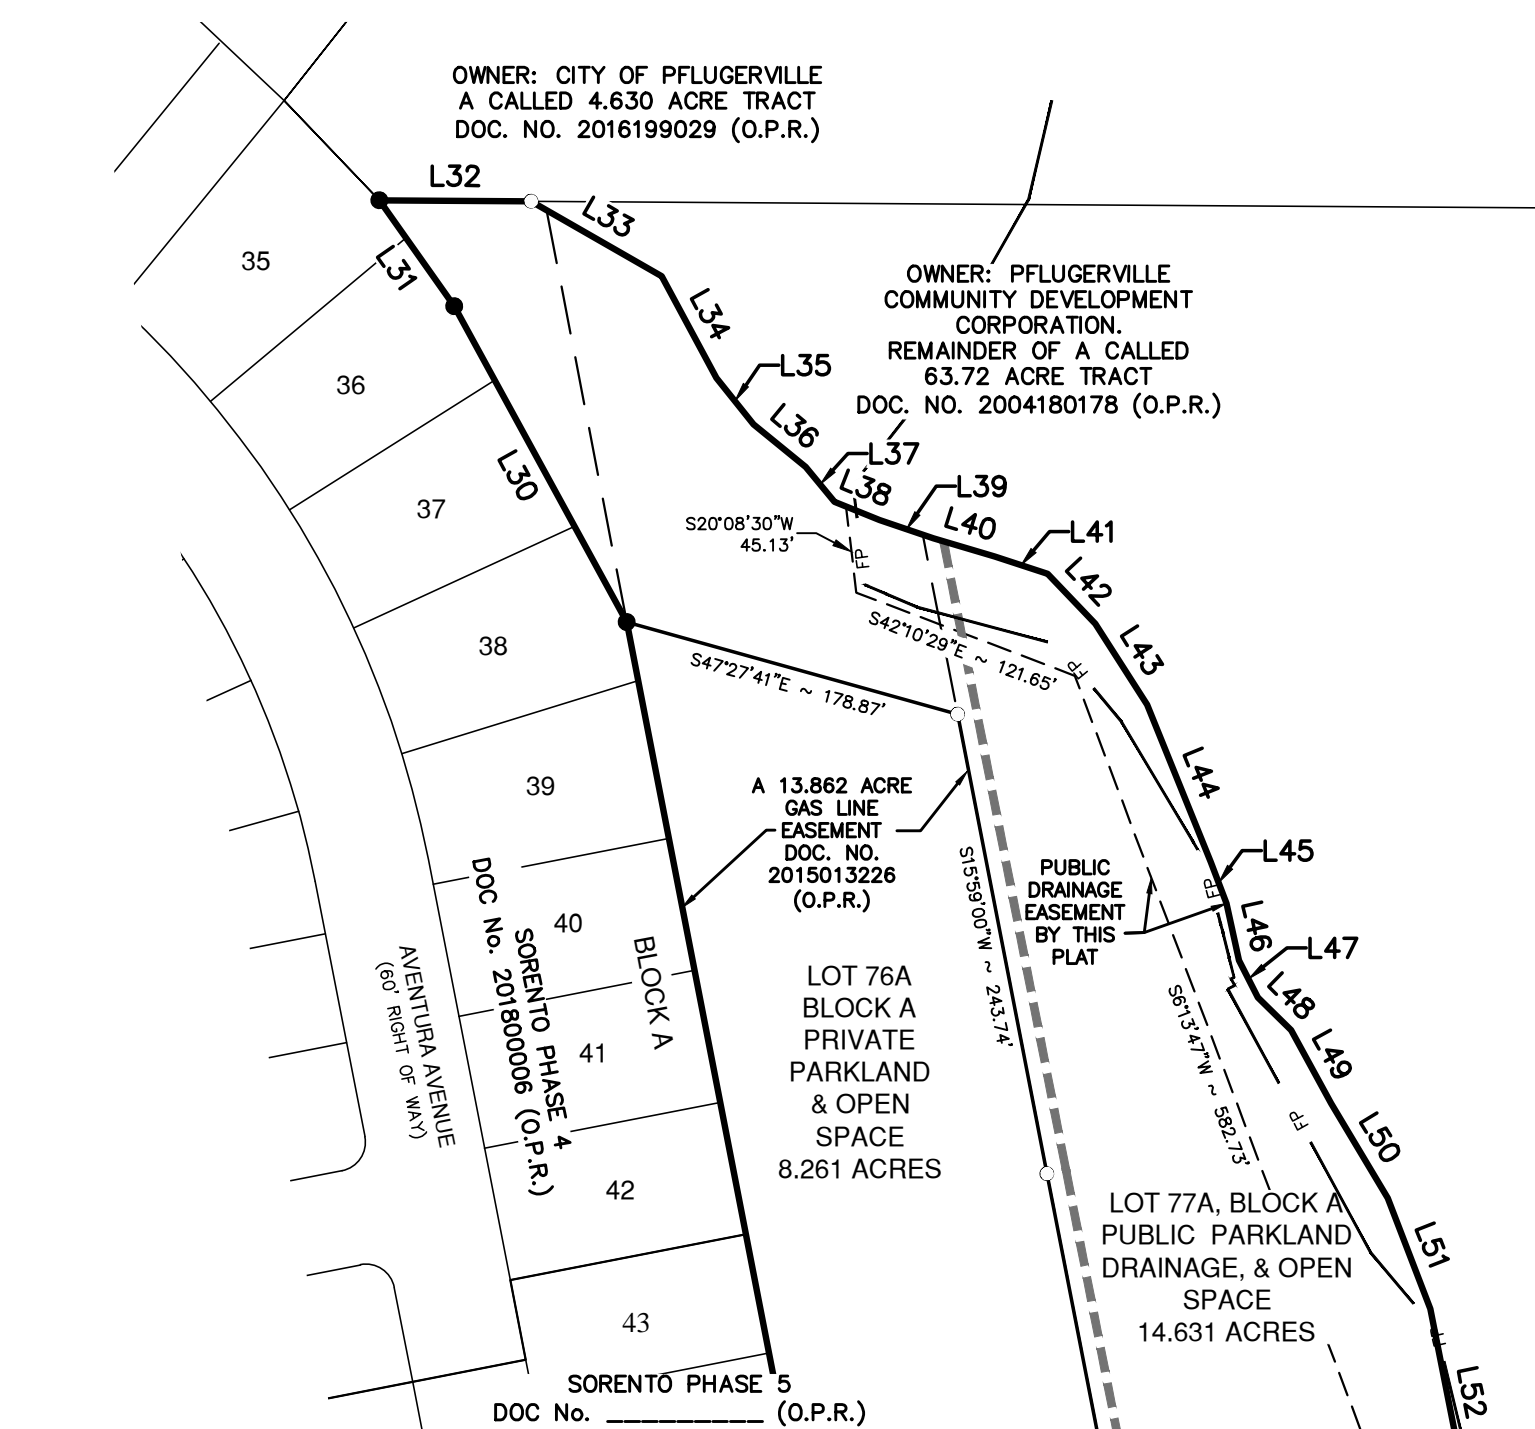 OWNER: CITY OF PFLUGERVILLE
A CALLED 4.630 ACRE TRACT
DOC. NO. 2016199029 (O.P.R.)
L32
L33
35
L31
L34
OWNER: PFLUGERVILLE
COMMUNITY DEVELOPMENT
CORPORATION.
REMAINDER OF A CALLED
63.72 ACRE TRACT
DOC. NO. 2004180178 (O.P.R.)
L35
36
L36
L37
L38
L39
L30
37
S20°08'30"W
45.13'
FP
L40
L41
L42
38
S42°10'29"E ~ 121.65'
FP
L43
S47°27'41"E ~ 178.87'
39
A 13.862 ACRE
GAS LINE
EASEMENT
DOC. NO.
2015013226
(O.P.R.)
L44
L45
S15°59'00"W ~ 243.74'
PUBLIC
DRAINAGE
EASEMENT
BY THIS
PLAT
FP
L46
L47
40
BLOCK A
SORENTO PHASE 4
DOC No. 201800006 (O.P.R.)
AVENTURA AVENUE
(60' RIGHT OF WAY)
LOT 76A
BLOCK A
PRIVATE
PARKLAND
& OPEN
SPACE
8.261 ACRES
L48
S6°13'47"W ~ 582.73'
L49
41
FP
L50
42
LOT 77A, BLOCK A
PUBLIC PARKLAND
DRAINAGE, & OPEN
SPACE
14.631 ACRES
L51
43
FP
L52
SORENTO PHASE 5
DOC No. _________ (O.P.R.)